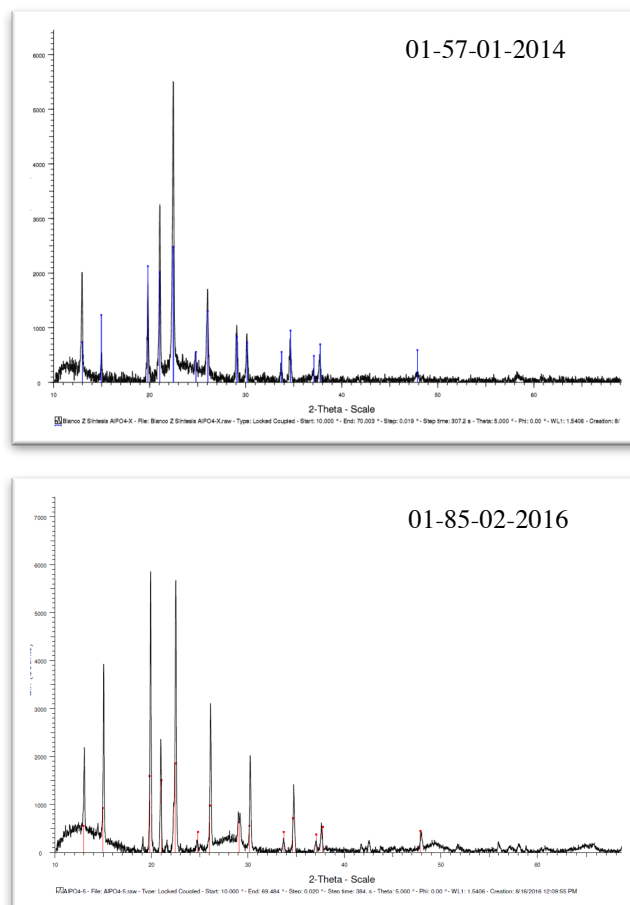 01-57-01-2014
6000
5000
4000
3000
2000
1000
0
10 20 30 40 50 60
2-Theta - Scale
Blanco Z Sintesis AlPO4-X - File: Blanco Z Sintesis AlPO4-X.raw - Type: Locked Coupled - Start: 10.000 ° - End: 70.003 ° - Step: 0.019 ° - Step time: 307.2 s - Theta: 5.000 ° - Phi: 0.00 ° - WL1: 1.5406 - Creation: 8/
01-85-02-2016
7000
6000
5000
4000
3000
2000
1000
0
10 20 30 40 50 60
2-Theta - Scale
AlPO4-5 - File: AlPO4-5.raw - Type: Locked Coupled - Start: 10.000 ° - End: 69.484 ° - Step: 0.020 ° - Step time: 384. s - Theta: 5.000 ° - Phi: 0.00 ° - WL1: 1.5406 - Creation: 8/16/2016 12:09:55 PM